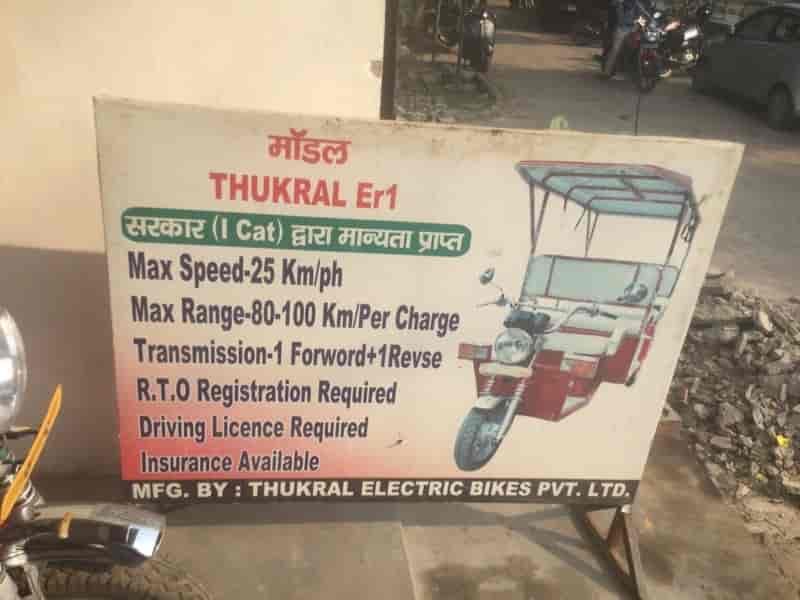 मॉडल
THUKRAL Er1
सरकार (I Cat) द्वारा मान्यता प्राप्त
Max Speed-25 Km/ph
Max Range-80-100 Km/Per Charge
Transmission-1 Forword+1Revse
R.T.O Registration Required
Driving Licence Required
Insurance Available
MFG. BY : THUKRAL ELECTRIC BIKES PVT. LTD.